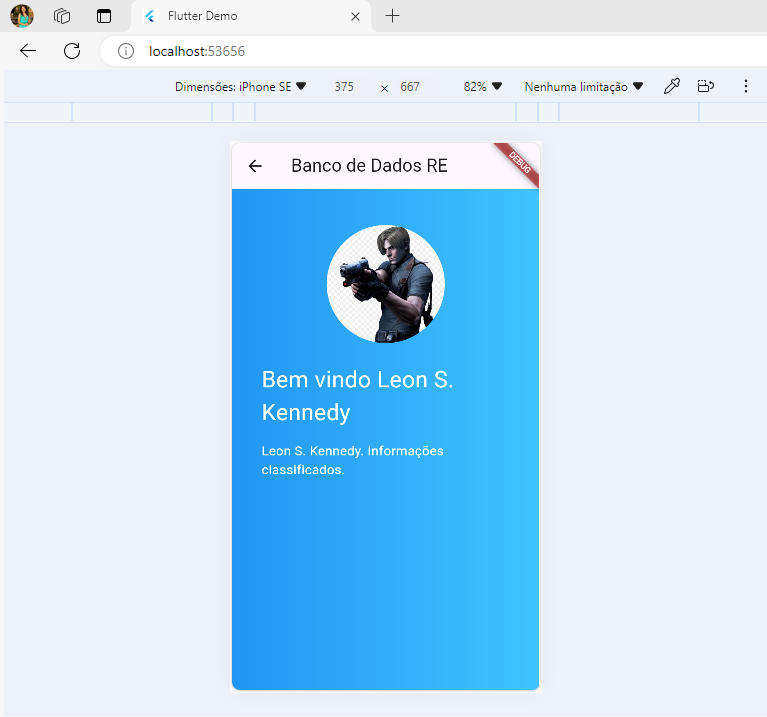 Flutter Demo
localhost:53656
Dimensões: iPhone SE 375 × 667 82% Nenhuma limitação
Banco de Dados RE
DEBUG
Bem vindo Leon S.
Kennedy
Leon S. Kennedy. Informações
classificados.